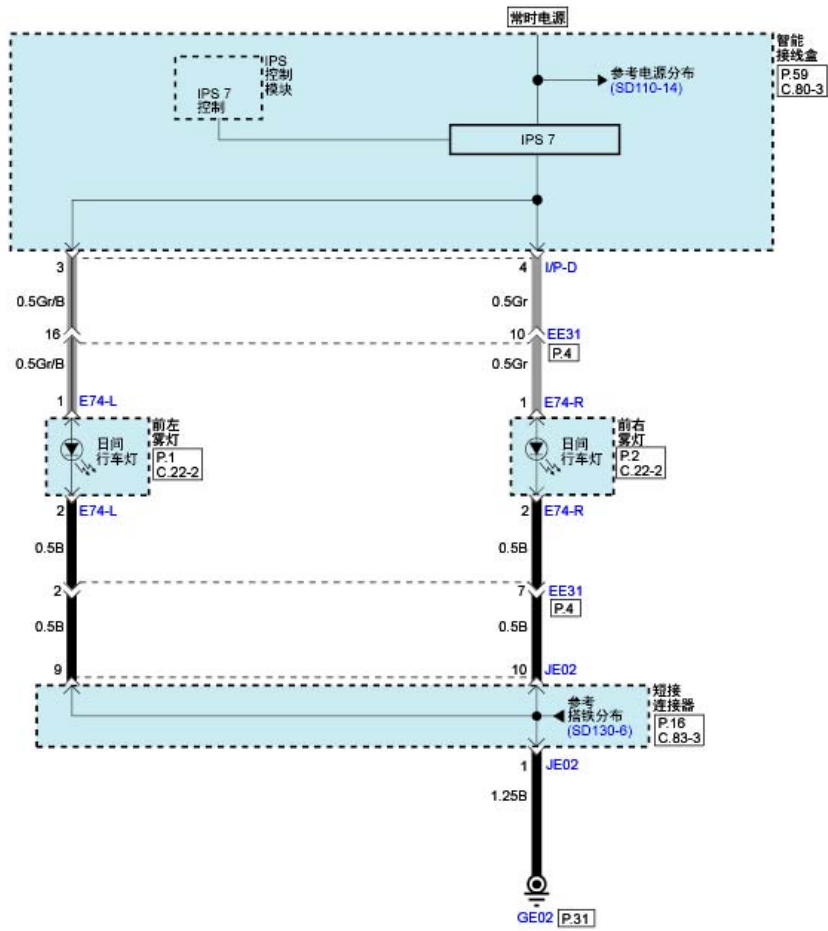 常时电源
智能
接线盒
P.59
C.80-3
IPS
控制
模块
IPS 7
控制
参考电源分布
(SD110-14)
IPS 7
3
4
I/P-D
0.5Gr/B
0.5Gr
16
10
EE31
P.4
0.5Gr/B
0.5Gr
1
E74-L
1
E74-R
前左
雾灯
P.1
C.22-2
日间
行车灯
前右
雾灯
P.2
C.22-2
日间
行车灯
2
E74-L
2
E74-R
0.5B
0.5B
2
7
EE31
P.4
0.5B
0.5B
9
10
JE02
短接
连接器
P.16
C.83-3
参考
搭铁分布
(SD130-6)
1
JE02
1.25B
GE02
P.31